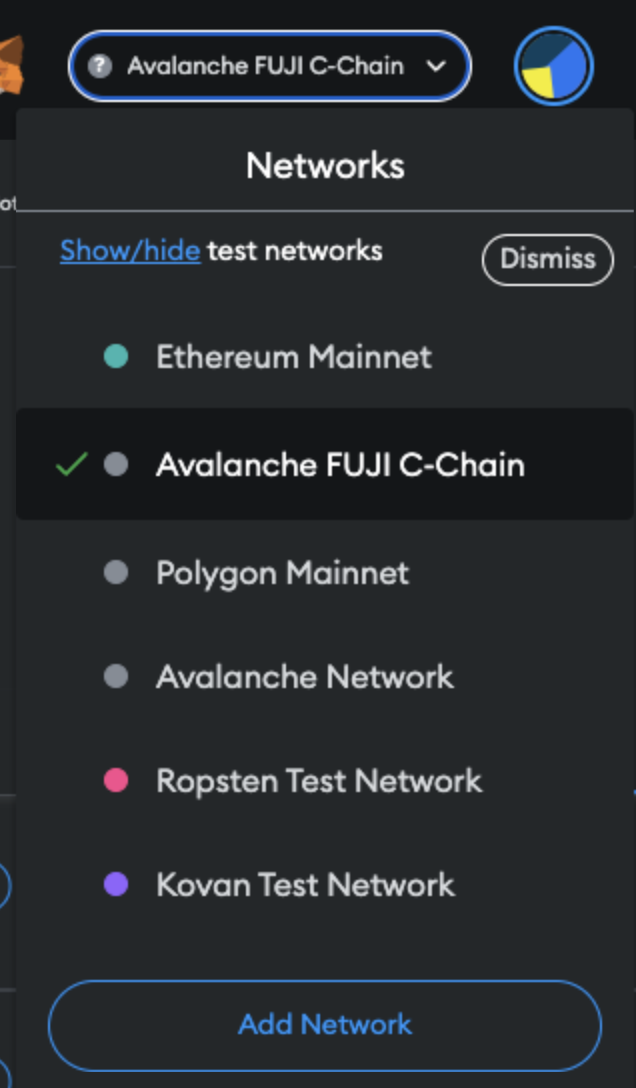 Avalanche FUJI C-Chain
Networks
Show/hide test networks
Dismiss
Ethereum Mainnet
Avalanche FUJI C-Chain
Polygon Mainnet
Avalanche Network
Ropsten Test Network
Kovan Test Network
Add Network